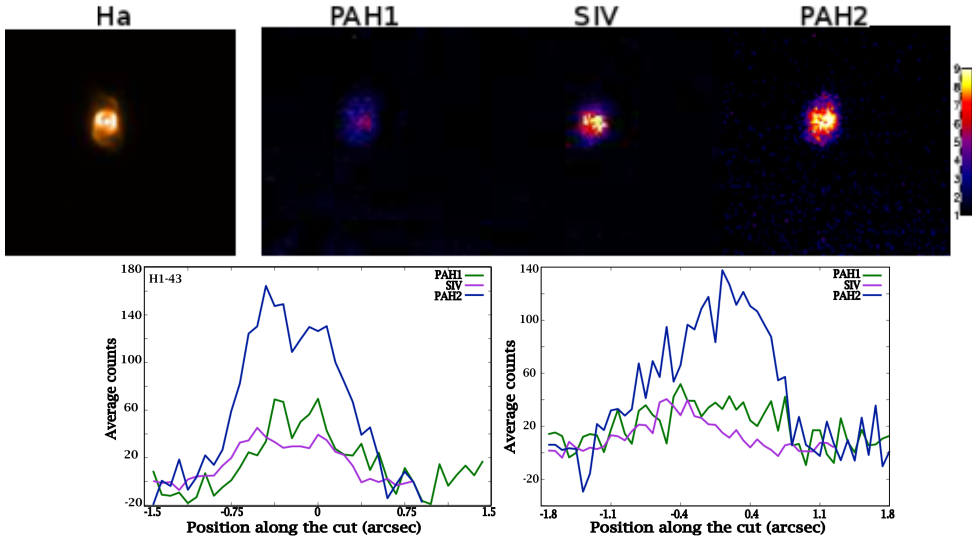 Ha PAH1 SIV PAH2
9
8
7
6
5
4
3
2
1
180
140
100
60
20
-20
H1-43
PAH1
SIV
PAH2
Average counts
-1.5 -0.75 0 0.75 1.5
Position along the cut (arcsec)
140
100
60
20
-20
PAH1
SIV
PAH2
Average counts
-1.8 -1.1 -0.4 0.4 1.1 1.8
Position along the cut (arcsec)